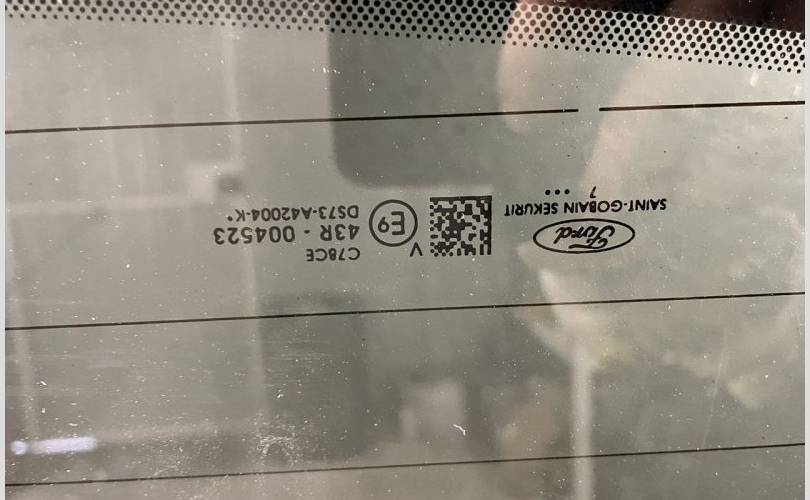 Ford
SAINT-GOBAIN SEKURIT
7 ...
V
E9
C78CE
43R - 004523
DS73-A42004-K*